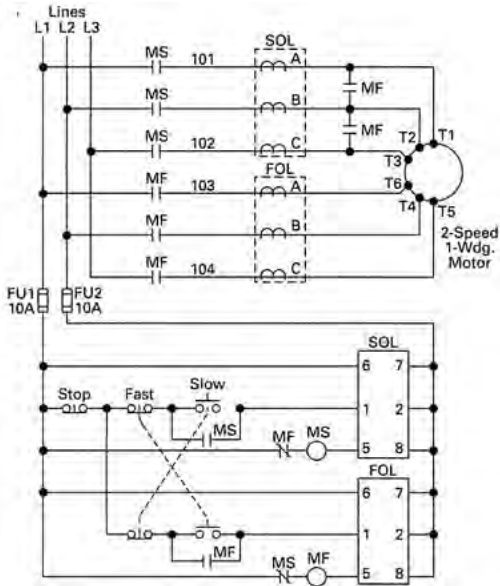 Lines
L1 L2 L3
SOL
MS 101 A
MF
MS B
MF
T2 T1
MS 102 C
T3
FOL
T6
MF 103 A
T4 T5
MF B
2-Speed
1-Wdg.
Motor
MF 104 C
FU1 FU2
10A 10A
SOL
6 7
Stop Fast Slow
1 2
MS
MF MS
5 8
FOL
6 7
1 2
MF
MS MF
5 8